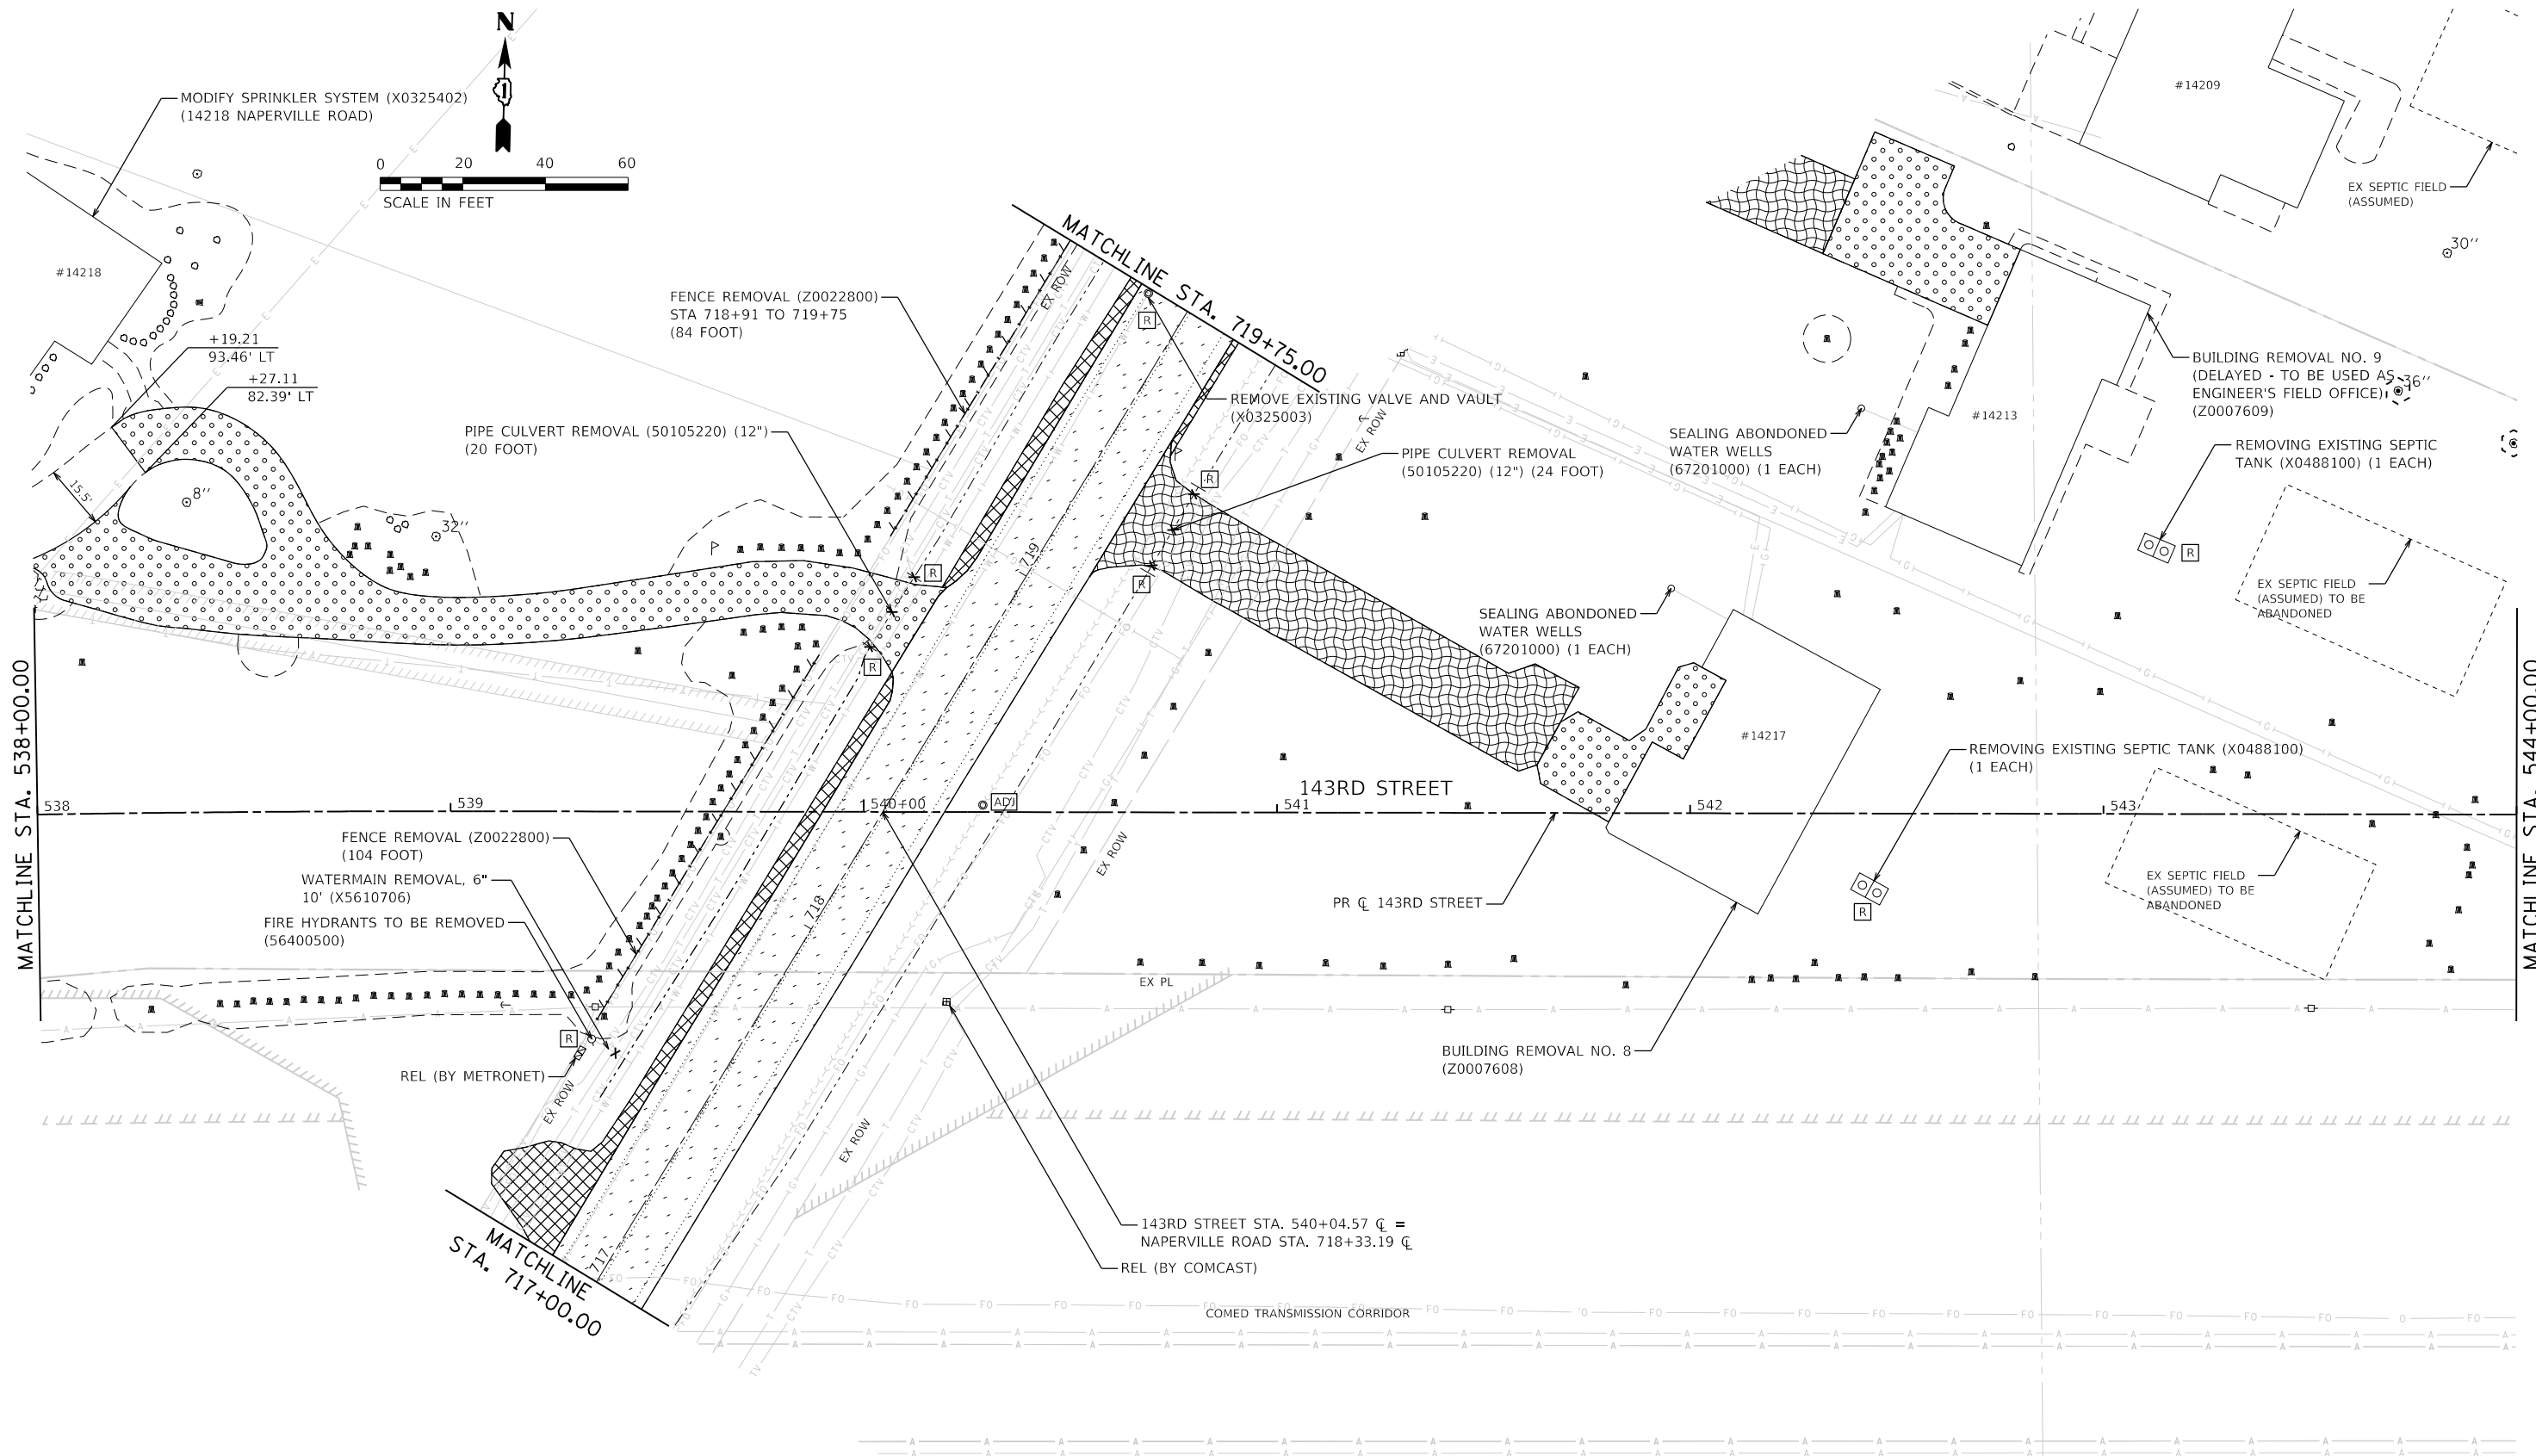 N
0 20 40 60
SCALE IN FEET
MODIFY SPRINKLER SYSTEM (X0325402)
(14218 NAPERVILLE ROAD)
#14218
+19.21
93.46' LT
+27.11
82.39' LT
15.5'
8''
32''
FENCE REMOVAL (Z0022800)
STA 718+91 TO 719+75
(84 FOOT)
PIPE CULVERT REMOVAL (50105220) (12")
(20 FOOT)
EX ROW
MATCHLINE STA. 719+75.00
R
REMOVE EXISTING VALVE AND VAULT
(X0325003)
EX ROW
PIPE CULVERT REMOVAL
(50105220) (12") (24 FOOT)
R
R
R
R
719
#14209
EX SEPTIC FIELD
(ASSUMED)
30''
BUILDING REMOVAL NO. 9
(DELAYED - TO BE USED AS
ENGINEER'S FIELD OFFICE)
(Z0007609)
36''
#14213
SEALING ABONDONED
WATER WELLS
(67201000) (1 EACH)
REMOVING EXISTING SEPTIC
TANK (X0488100) (1 EACH)
R
EX SEPTIC FIELD
(ASSUMED) TO BE
ABANDONED
SEALING ABONDONED
WATER WELLS
(67201000) (1 EACH)
#14217
REMOVING EXISTING SEPTIC TANK (X0488100)
(1 EACH)
R
EX SEPTIC FIELD
(ASSUMED) TO BE
ABANDONED
MATCHLINE STA. 538+00.00
MATCHLINE STA. 544+00.00
143RD STREET
538
539
540+00
ADJ
541
542
543
FENCE REMOVAL (Z0022800)
(104 FOOT)
WATERMAIN REMOVAL, 6"
10' (X5610706)
FIRE HYDRANTS TO BE REMOVED
(56400500)
R
REL (BY METRONET)
EX ROW
718
717
EX ROW
EX ROW
PR ℄ 143RD STREET
EX PL
BUILDING REMOVAL NO. 8
(Z0007608)
143RD STREET STA. 540+04.57 ℄ =
NAPERVILLE ROAD STA. 718+33.19 ℄
REL (BY COMCAST)
MATCHLINE
STA. 717+00.00
COMED TRANSMISSION CORRIDOR